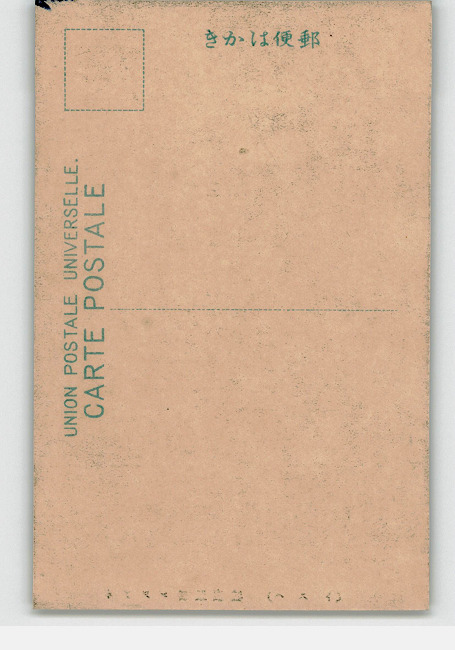 きかは便郵
UNION POSTALE UNIVERSELLE.
CARTE POSTALE